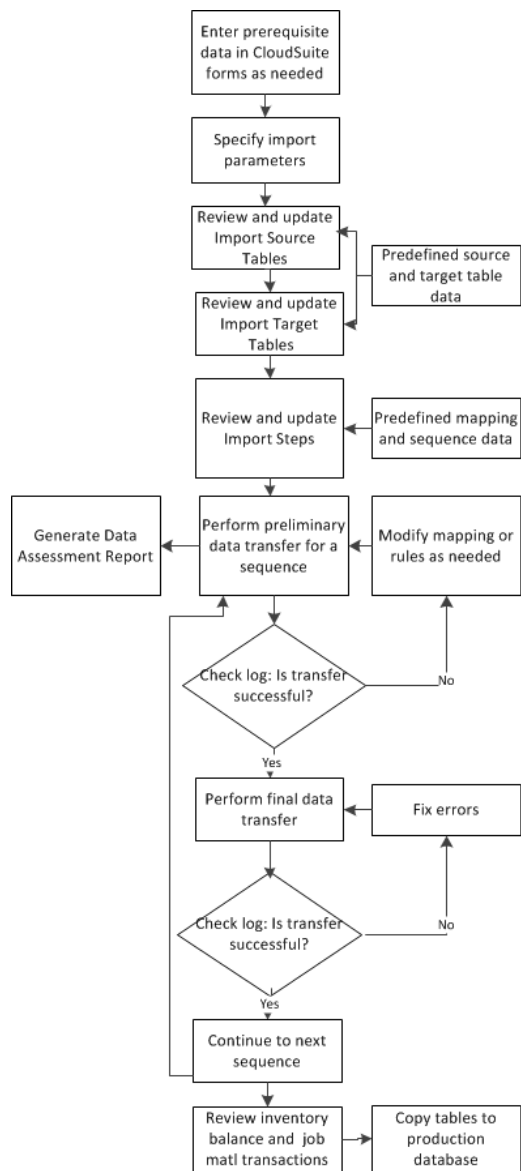 Enter prerequisite
data in CloudSuite
forms as needed
Specify import
parameters
Review and update
Import Source
Tables
Predefined source
and target table
data
Review and update
Import Target
Tables
Review and update
Import Steps
Predefined mapping
and sequence data
Generate Data
Assessment Report
Perform preliminary
data transfer for a
sequence
Modify mapping or
rules as needed
Check log: Is transfer
successful?
No
Yes
Perform final data
transfer
Fix errors
Check log: Is transfer
successful?
No
Yes
Continue to next
sequence
Review inventory
balance and job
matl transactions
Copy tables to
production
database